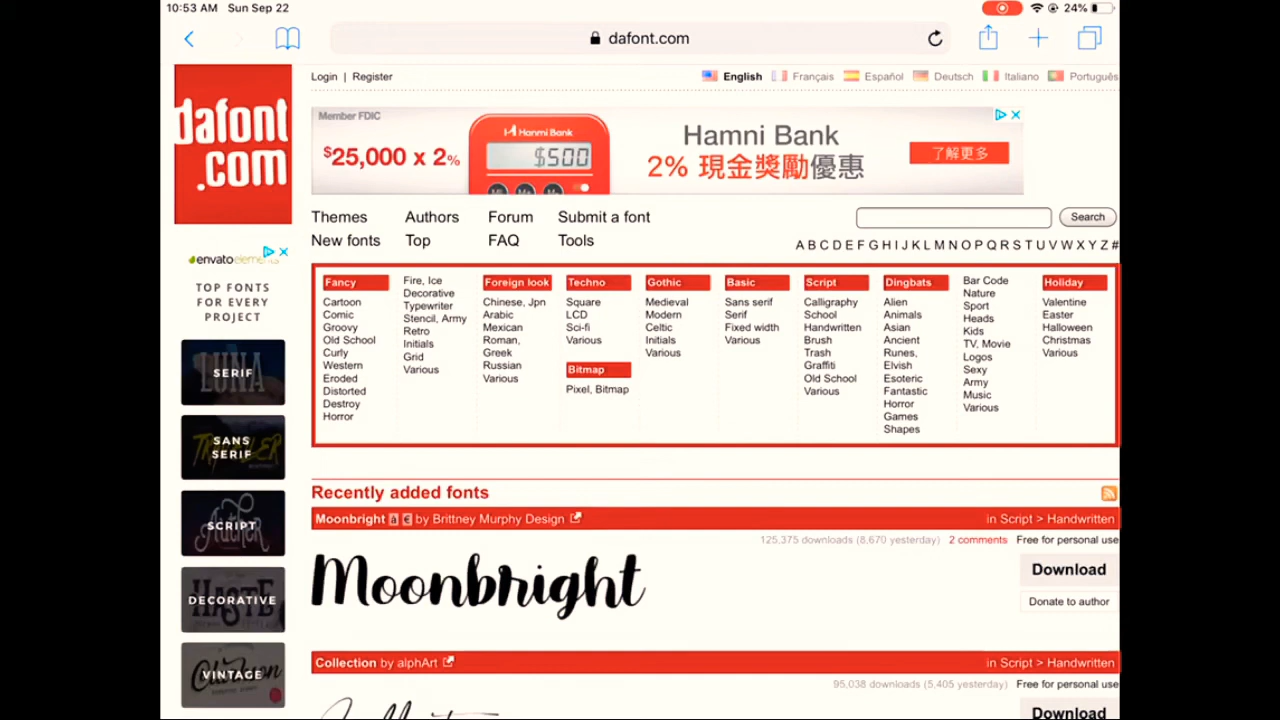 10:53 AM Sun Sep 22
24%
dafont.com
dafont
.com
Login | Register
English Français Español Deutsch Italiano Português
Member FDIC
$25,000 x 2%
Hanmi Bank
$500
Hamni Bank
2% 現金獎勵優惠
了解更多
Themes Authors Forum Submit a font
New fonts Top FAQ Tools
Search
A B C D E F G H I J K L M N O P Q R S T U V W X Y Z #
envatoelements
TOP FONTS
FOR EVERY
PROJECT
LUNA
SERIF
SANS
SERIF
SCRIPT
HASTE
DECORATIVE
VINTAGE
Fancy
Cartoon
Comic
Groovy
Old School
Curly
Western
Eroded
Distorted
Destroy
Horror
Fire, Ice
Decorative
Typewriter
Stencil, Army
Retro
Initials
Grid
Various
Foreign look
Chinese, Jpn
Arabic
Mexican
Roman,
Greek
Russian
Various
Techno
Square
LCD
Sci-fi
Various
Bitmap
Pixel, Bitmap
Gothic
Medieval
Modern
Celtic
Initials
Various
Basic
Sans serif
Serif
Fixed width
Various
Script
Calligraphy
School
Handwritten
Brush
Trash
Graffiti
Old School
Various
Dingbats
Alien
Animals
Asian
Ancient
Runes,
Elvish
Esoteric
Fantastic
Horror
Games
Shapes
Bar Code
Nature
Sport
Heads
Kids
TV, Movie
Logos
Sexy
Army
Music
Various
Holiday
Valentine
Easter
Halloween
Christmas
Various
Recently added fonts
Moonbright à € by Brittney Murphy Design
in Script > Handwritten
125,375 downloads (8,670 yesterday) 2 comments Free for personal use
Moonbright
Download
Donate to author
Collection by alphArt
in Script > Handwritten
95,038 downloads (5,405 yesterday) Free for personal use
Download